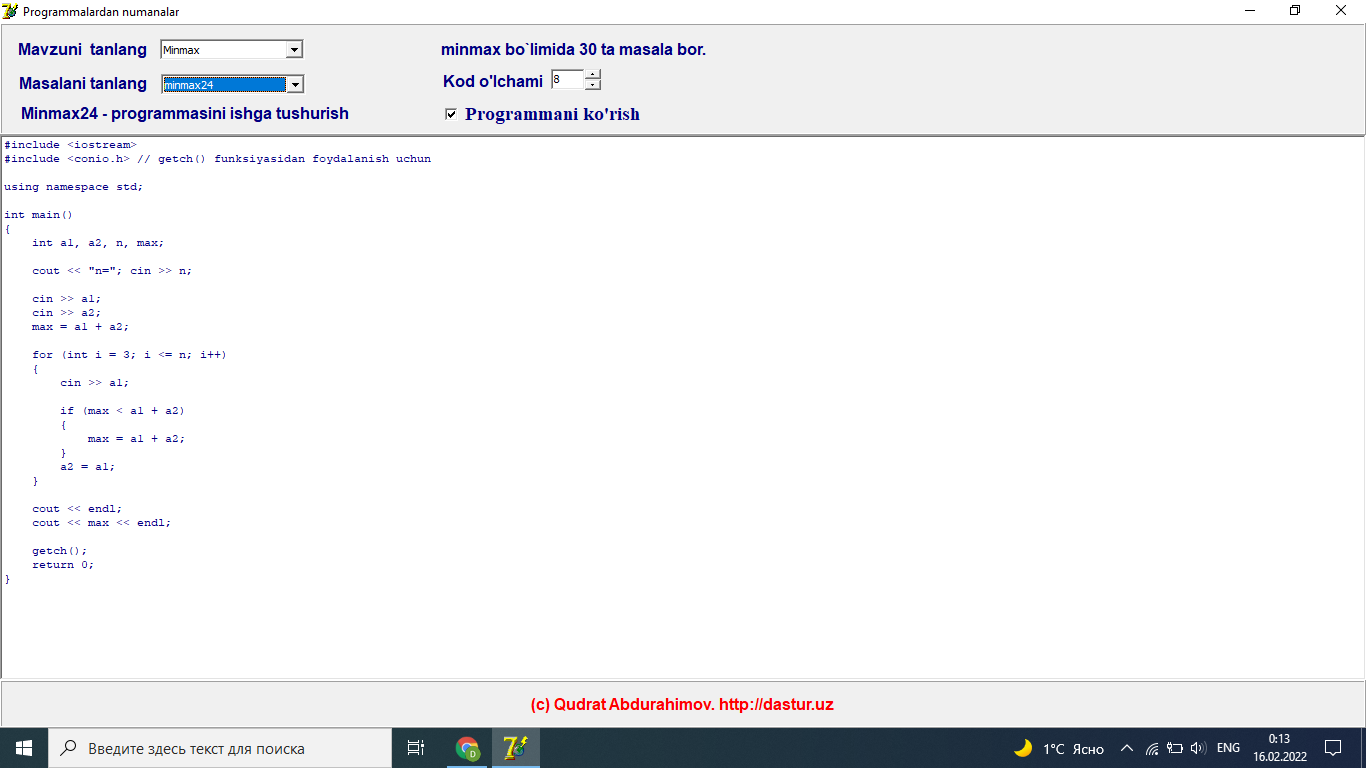 Programmalardan numanalar
Mavzuni tanlang Minmax minmax bo`limida 30 ta masala bor.
Masalani tanlang minmax24 Kod o'lchami 8
Minmax24 - programmasini ishga tushurish Programmani ko'rish
#include <iostream>
#include <conio.h> // getch() funksiyasidan foydalanish uchun
using namespace std;
int main()
{
int a1, a2, n, max;
cout << "n="; cin >> n;
cin >> a1;
cin >> a2;
max = a1 + a2;
for (int i = 3; i <= n; i++)
{
cin >> a1;
if (max < a1 + a2)
{
max = a1 + a2;
}
a2 = a1;
}
cout << endl;
cout << max << endl;
getch();
return 0;
}
(c) Qudrat Abdurahimov. http://dastur.uz
Введите здесь текст для поиска
D
1°C Ясно
ENG
0:13
16.02.2022